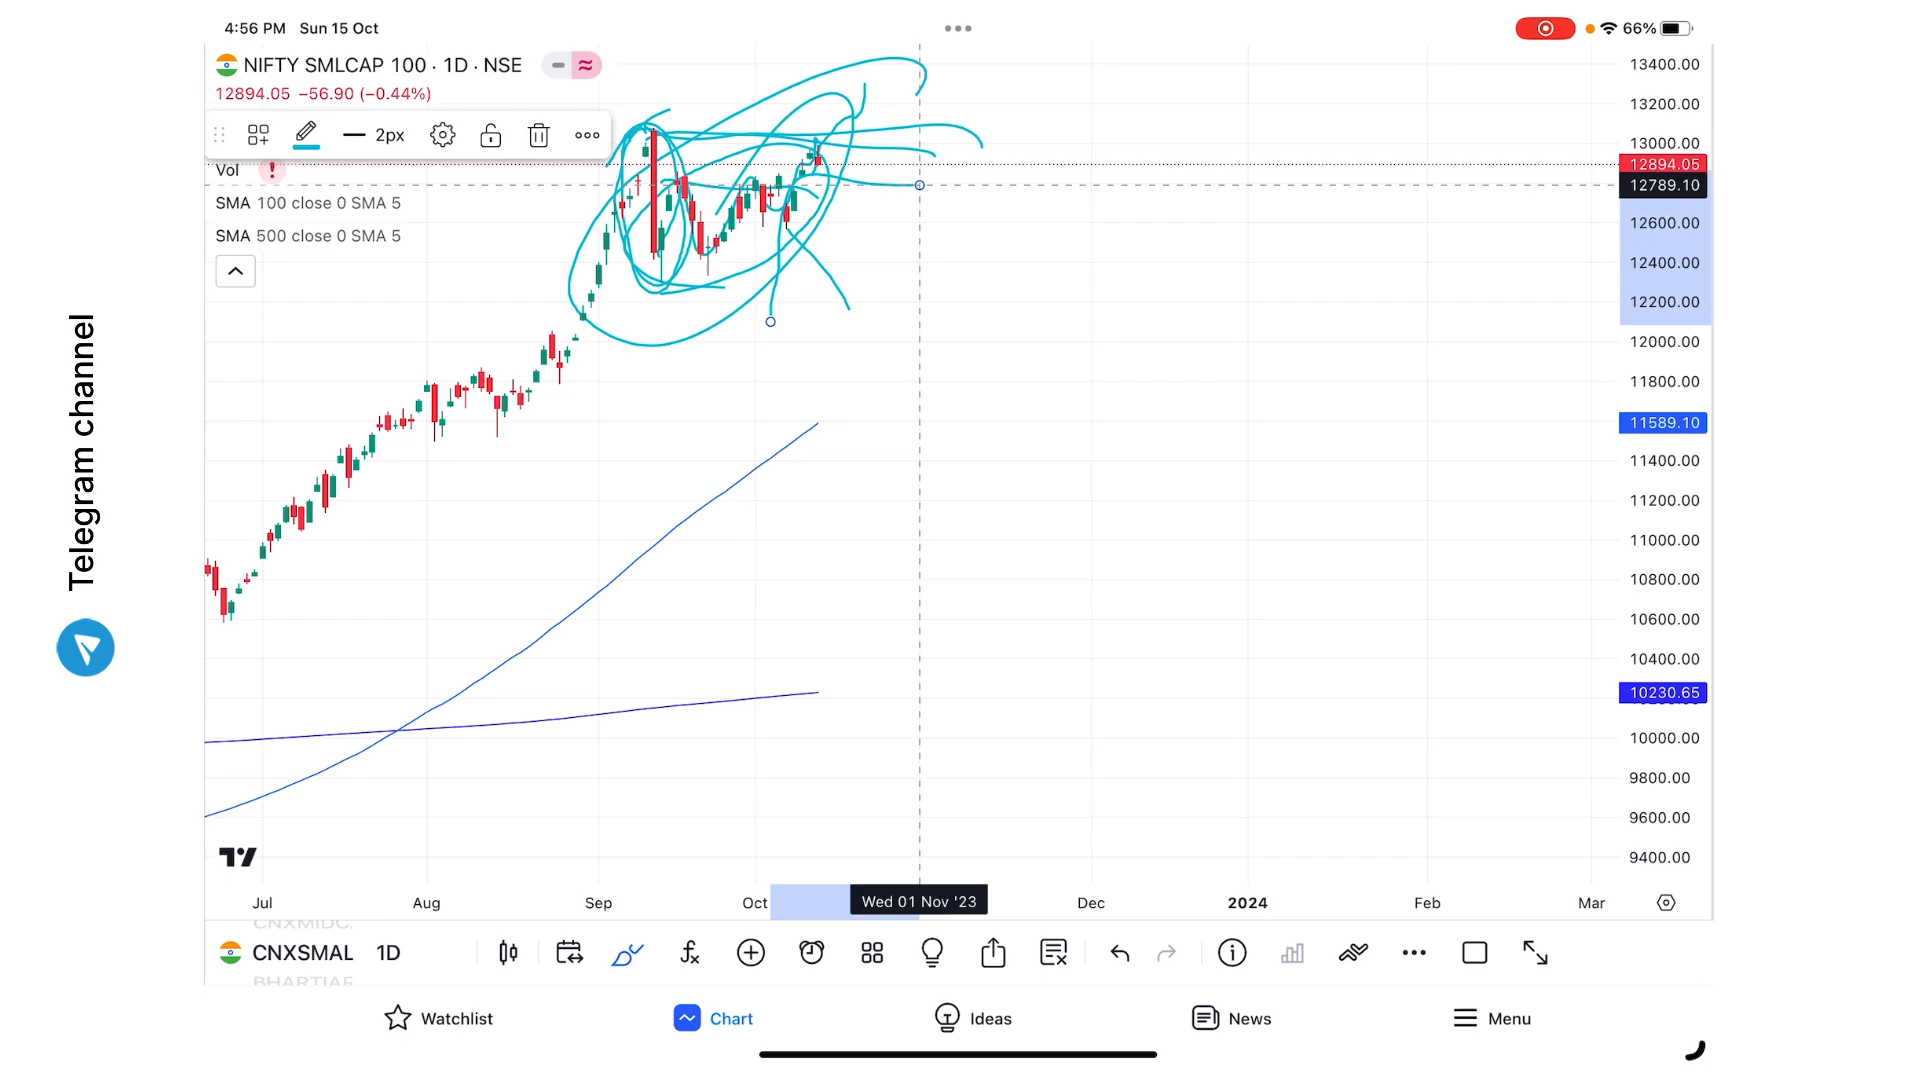 4:56 PM Sun 15 Oct
66%
NIFTY SMLCAP 100 · 1D · NSE
12894.05 −56.90 (−0.44%)
2px
Vol
SMA 100 close 0 SMA 5
SMA 500 close 0 SMA 5
Telegram channel
13400.00
13200.00
13000.00
12894.05
12789.10
12600.00
12400.00
12200.00
12000.00
11800.00
11589.10
11400.00
11200.00
11000.00
10800.00
10600.00
10400.00
10230.65
10000.00
9800.00
9600.00
9400.00
Jul Aug Sep Oct Wed 01 Nov '23 Dec 2024 Feb Mar
CNXMIDC
CNXSMAL 1D
BHARTIAR
Watchlist Chart Ideas News Menu